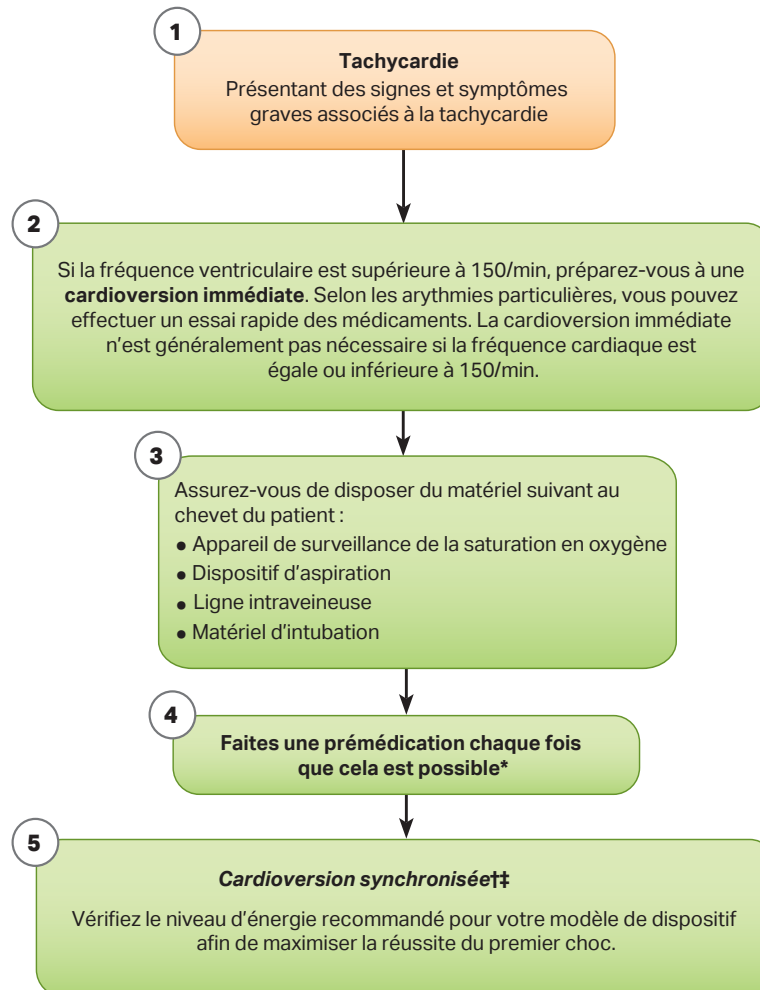 1
Tachycardie
Présentant des signes et symptômes
graves associés à la tachycardie
2
Si la fréquence ventriculaire est supérieure à 150/min, préparez-vous à une
cardioversion immédiate. Selon les arythmies particulières, vous pouvez
effectuer un essai rapide des médicaments. La cardioversion immédiate
n’est généralement pas nécessaire si la fréquence cardiaque est
égale ou inférieure à 150/min.
3
Assurez-vous de disposer du matériel suivant au
chevet du patient :
• Appareil de surveillance de la saturation en oxygène
• Dispositif d’aspiration
• Ligne intraveineuse
• Matériel d’intubation
4
Faites une prémédication chaque fois
que cela est possible*
5
Cardioversion synchronisée†‡
Vérifiez le niveau d’énergie recommandé pour votre modèle de dispositif
afin de maximiser la réussite du premier choc.